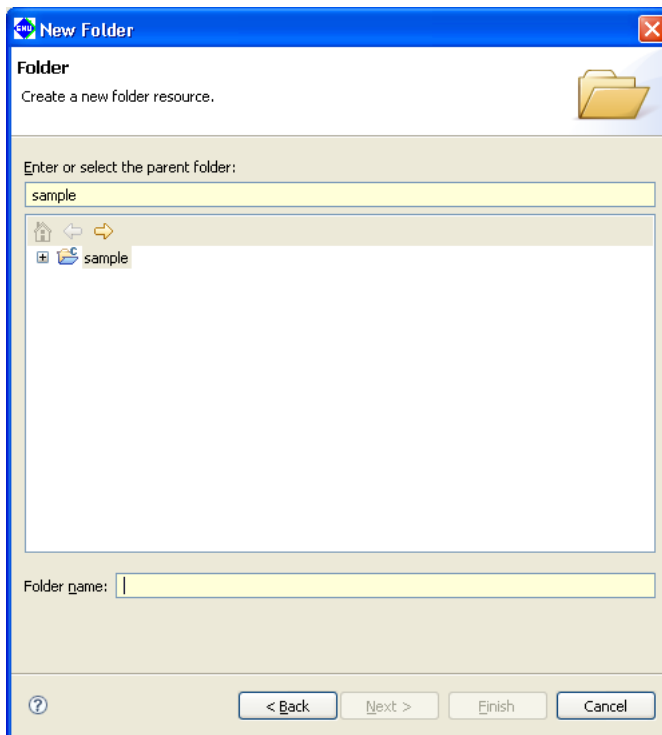 GNU New Folder
Folder
Create a new folder resource.
Enter or select the parent folder:
sample
C sample
Folder name:
? < Back Next > Finish Cancel